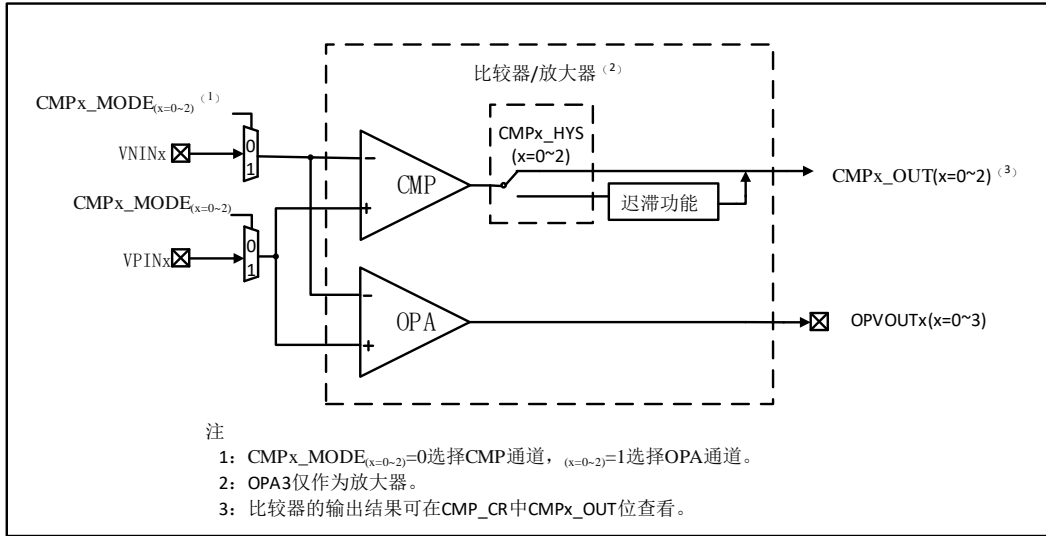 比较器/放大器（2）
CMPx_MODE(x=0~2)（1）
CMPx_HYS
(x=0~2)
0
1
VNINx
−
CMP
+
CMPx_OUT(x=0~2)（3）
迟滞功能
CMPx_MODE(x=0~2)
0
1
VPINx
−
OPA
+
OPVOUTx(x=0~3)
注
1：CMPx_MODE(x=0~2)=0选择CMP通道，(x=0~2)=1选择OPA通道。
2：OPA3仅作为放大器。
3：比较器的输出结果可在CMP_CR中CMPx_OUT位查看。